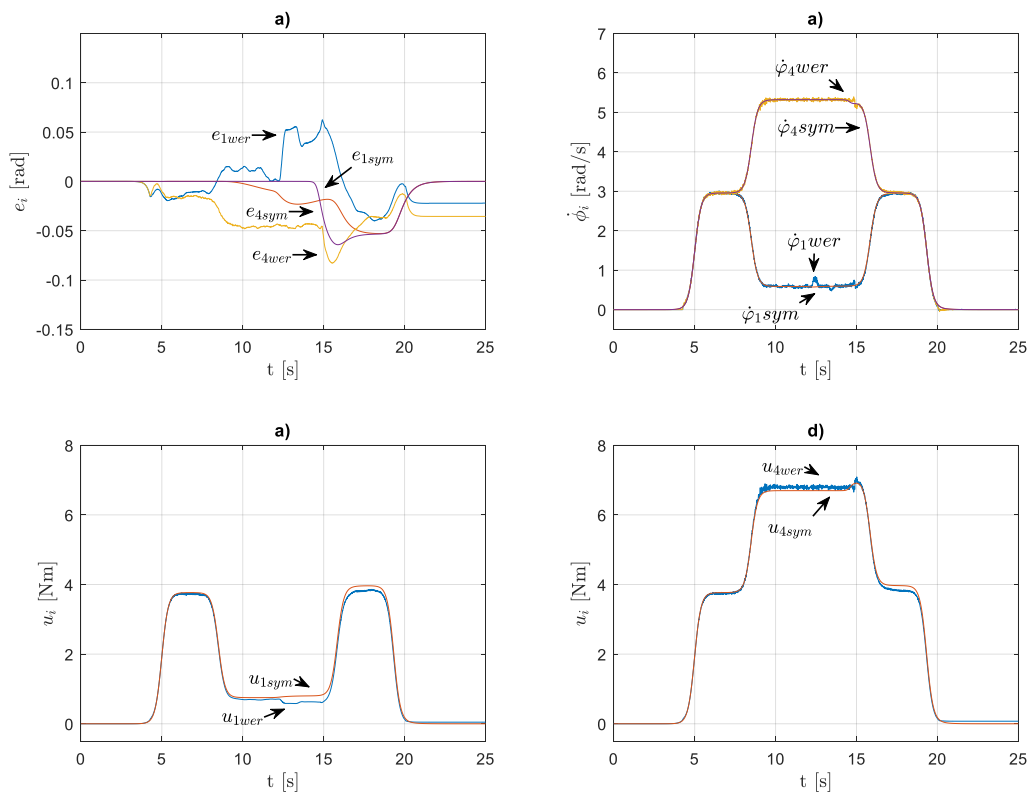 a)
0.1
0.05
0
-0.05
-0.1
-0.15
e_i [rad]
e_{1wer}
e_{1sym}
e_{4sym}
e_{4wer}
0 5 10 15 20 25
t [s]
a)
7
6
5
4
3
2
1
0
ϕ̇_i [rad/s]
φ̇_4wer
φ̇_4sym
φ̇_1wer
φ̇_1sym
0 5 10 15 20 25
t [s]
a)
8
6
4
2
0
u_i [Nm]
u_{1sym}
u_{1wer}
0 5 10 15 20 25
t [s]
d)
8
6
4
2
0
u_i [Nm]
u_{4wer}
u_{4sym}
0 5 10 15 20 25
t [s]